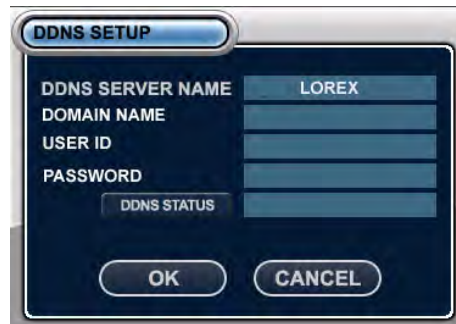 DDNS SETUP
DDNS SERVER NAME LOREX
DOMAIN NAME
USER ID
PASSWORD
DDNS STATUS
OK CANCEL